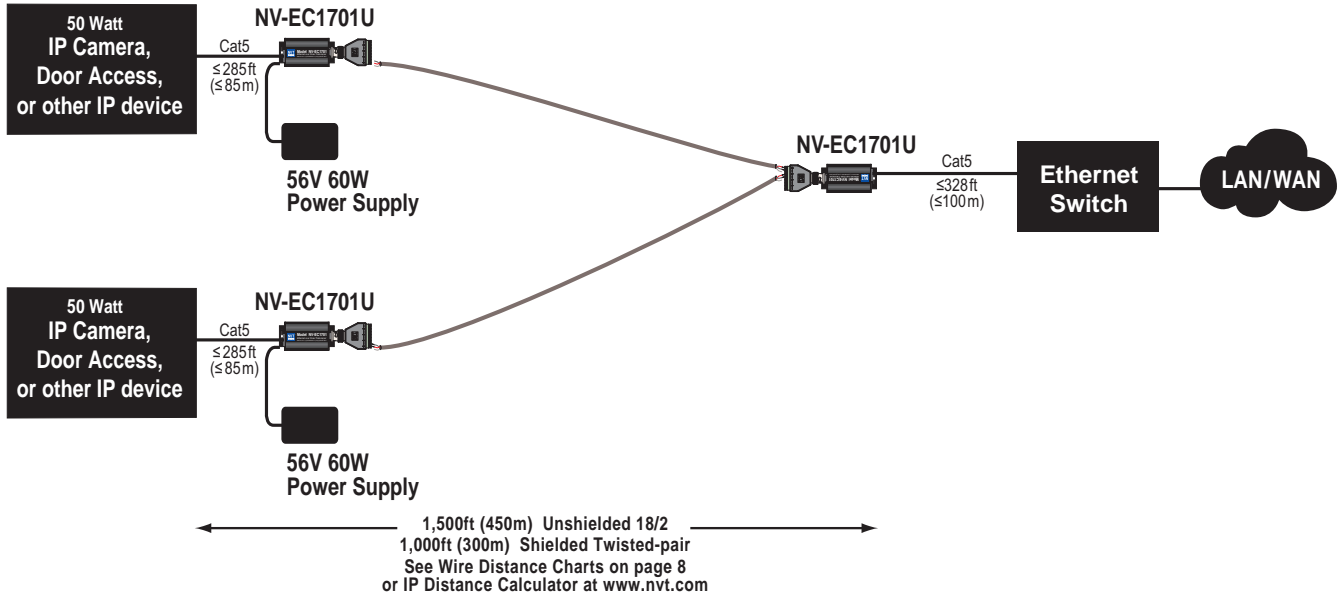 50 Watt
IP Camera,
Door Access,
or other IP device
Cat5
≤285ft
(≤85m)
NV-EC1701U
56V 60W
Power Supply
NV-EC1701U
Cat5
≤328ft
(≤100m)
Ethernet
Switch
LAN/WAN
50 Watt
IP Camera,
Door Access,
or other IP device
Cat5
≤285ft
(≤85m)
NV-EC1701U
56V 60W
Power Supply
1,500ft (450m) Unshielded 18/2
1,000ft (300m) Shielded Twisted-pair
See Wire Distance Charts on page 8
or IP Distance Calculator at www.nvt.com